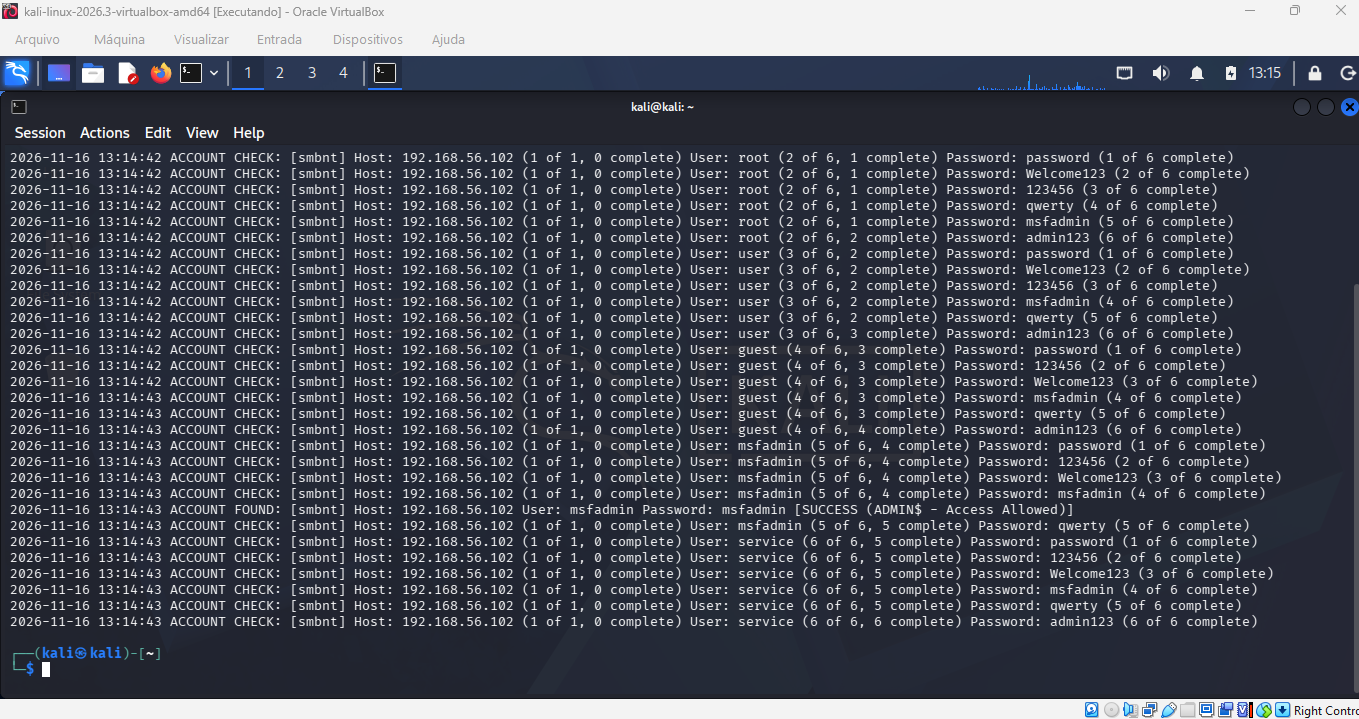 kali-linux-2026.3-virtualbox-amd64 [Executando] - Oracle VirtualBox
Arquivo Máquina Visualizar Entrada Dispositivos Ajuda
1 2 3 4 13:15
kali@kali: ~
Session Actions Edit View Help
2026-11-16 13:14:42 ACCOUNT CHECK: [smbnt] Host: 192.168.56.102 (1 of 1, 0 complete) User: root (2 of 6, 1 complete) Password: password (1 of 6 complete)
2026-11-16 13:14:42 ACCOUNT CHECK: [smbnt] Host: 192.168.56.102 (1 of 1, 0 complete) User: root (2 of 6, 1 complete) Password: Welcome123 (2 of 6 complete)
2026-11-16 13:14:42 ACCOUNT CHECK: [smbnt] Host: 192.168.56.102 (1 of 1, 0 complete) User: root (2 of 6, 1 complete) Password: 123456 (3 of 6 complete)
2026-11-16 13:14:42 ACCOUNT CHECK: [smbnt] Host: 192.168.56.102 (1 of 1, 0 complete) User: root (2 of 6, 1 complete) Password: qwerty (4 of 6 complete)
2026-11-16 13:14:42 ACCOUNT CHECK: [smbnt] Host: 192.168.56.102 (1 of 1, 0 complete) User: root (2 of 6, 1 complete) Password: msfadmin (5 of 6 complete)
2026-11-16 13:14:42 ACCOUNT CHECK: [smbnt] Host: 192.168.56.102 (1 of 1, 0 complete) User: root (2 of 6, 2 complete) Password: admin123 (6 of 6 complete)
2026-11-16 13:14:42 ACCOUNT CHECK: [smbnt] Host: 192.168.56.102 (1 of 1, 0 complete) User: user (3 of 6, 2 complete) Password: password (1 of 6 complete)
2026-11-16 13:14:42 ACCOUNT CHECK: [smbnt] Host: 192.168.56.102 (1 of 1, 0 complete) User: user (3 of 6, 2 complete) Password: Welcome123 (2 of 6 complete)
2026-11-16 13:14:42 ACCOUNT CHECK: [smbnt] Host: 192.168.56.102 (1 of 1, 0 complete) User: user (3 of 6, 2 complete) Password: 123456 (3 of 6 complete)
2026-11-16 13:14:42 ACCOUNT CHECK: [smbnt] Host: 192.168.56.102 (1 of 1, 0 complete) User: user (3 of 6, 2 complete) Password: msfadmin (4 of 6 complete)
2026-11-16 13:14:42 ACCOUNT CHECK: [smbnt] Host: 192.168.56.102 (1 of 1, 0 complete) User: user (3 of 6, 2 complete) Password: qwerty (5 of 6 complete)
2026-11-16 13:14:42 ACCOUNT CHECK: [smbnt] Host: 192.168.56.102 (1 of 1, 0 complete) User: user (3 of 6, 3 complete) Password: admin123 (6 of 6 complete)
2026-11-16 13:14:42 ACCOUNT CHECK: [smbnt] Host: 192.168.56.102 (1 of 1, 0 complete) User: guest (4 of 6, 3 complete) Password: password (1 of 6 complete)
2026-11-16 13:14:42 ACCOUNT CHECK: [smbnt] Host: 192.168.56.102 (1 of 1, 0 complete) User: guest (4 of 6, 3 complete) Password: 123456 (2 of 6 complete)
2026-11-16 13:14:42 ACCOUNT CHECK: [smbnt] Host: 192.168.56.102 (1 of 1, 0 complete) User: guest (4 of 6, 3 complete) Password: Welcome123 (3 of 6 complete)
2026-11-16 13:14:43 ACCOUNT CHECK: [smbnt] Host: 192.168.56.102 (1 of 1, 0 complete) User: guest (4 of 6, 3 complete) Password: msfadmin (4 of 6 complete)
2026-11-16 13:14:43 ACCOUNT CHECK: [smbnt] Host: 192.168.56.102 (1 of 1, 0 complete) User: guest (4 of 6, 3 complete) Password: qwerty (5 of 6 complete)
2026-11-16 13:14:43 ACCOUNT CHECK: [smbnt] Host: 192.168.56.102 (1 of 1, 0 complete) User: guest (4 of 6, 4 complete) Password: admin123 (6 of 6 complete)
2026-11-16 13:14:43 ACCOUNT CHECK: [smbnt] Host: 192.168.56.102 (1 of 1, 0 complete) User: msfadmin (5 of 6, 4 complete) Password: password (1 of 6 complete)
2026-11-16 13:14:43 ACCOUNT CHECK: [smbnt] Host: 192.168.56.102 (1 of 1, 0 complete) User: msfadmin (5 of 6, 4 complete) Password: 123456 (2 of 6 complete)
2026-11-16 13:14:43 ACCOUNT CHECK: [smbnt] Host: 192.168.56.102 (1 of 1, 0 complete) User: msfadmin (5 of 6, 4 complete) Password: Welcome123 (3 of 6 complete)
2026-11-16 13:14:43 ACCOUNT CHECK: [smbnt] Host: 192.168.56.102 (1 of 1, 0 complete) User: msfadmin (5 of 6, 4 complete) Password: msfadmin (4 of 6 complete)
2026-11-16 13:14:43 ACCOUNT FOUND: [smbnt] Host: 192.168.56.102 User: msfadmin Password: msfadmin [SUCCESS (ADMIN$ - Access Allowed)]
2026-11-16 13:14:43 ACCOUNT CHECK: [smbnt] Host: 192.168.56.102 (1 of 1, 0 complete) User: msfadmin (5 of 6, 5 complete) Password: qwerty (5 of 6 complete)
2026-11-16 13:14:43 ACCOUNT CHECK: [smbnt] Host: 192.168.56.102 (1 of 1, 0 complete) User: service (6 of 6, 5 complete) Password: password (1 of 6 complete)
2026-11-16 13:14:43 ACCOUNT CHECK: [smbnt] Host: 192.168.56.102 (1 of 1, 0 complete) User: service (6 of 6, 5 complete) Password: 123456 (2 of 6 complete)
2026-11-16 13:14:43 ACCOUNT CHECK: [smbnt] Host: 192.168.56.102 (1 of 1, 0 complete) User: service (6 of 6, 5 complete) Password: Welcome123 (3 of 6 complete)
2026-11-16 13:14:43 ACCOUNT CHECK: [smbnt] Host: 192.168.56.102 (1 of 1, 0 complete) User: service (6 of 6, 5 complete) Password: msfadmin (4 of 6 complete)
2026-11-16 13:14:43 ACCOUNT CHECK: [smbnt] Host: 192.168.56.102 (1 of 1, 0 complete) User: service (6 of 6, 5 complete) Password: qwerty (5 of 6 complete)
2026-11-16 13:14:43 ACCOUNT CHECK: [smbnt] Host: 192.168.56.102 (1 of 1, 0 complete) User: service (6 of 6, 6 complete) Password: admin123 (6 of 6 complete)
┌──(kali㉿kali)-[~]
└─$
Right Contro